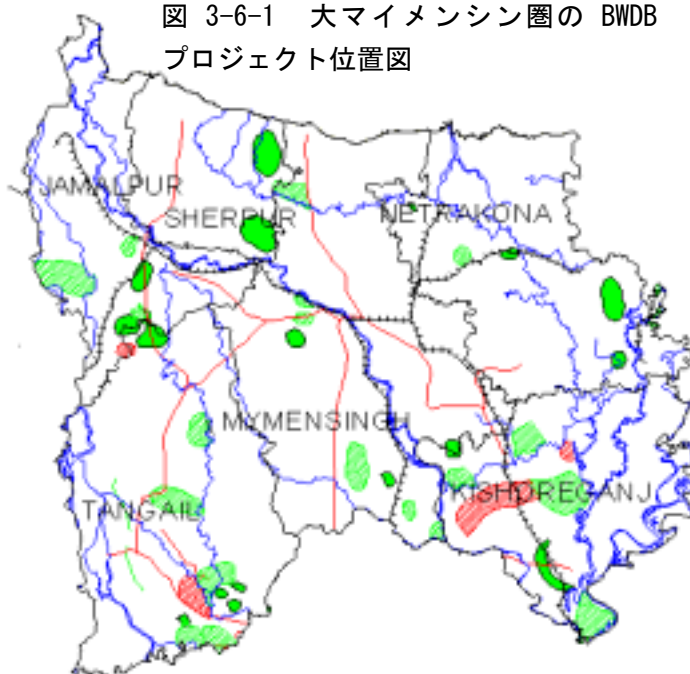 図 3-6-1 大マイメンシン圏の BWDB
プロジェクト位置図
JAMALPUR
SHERPUR
NETRAKONA
MYMENSINGH
KISHOREGANJ
TANGAIL